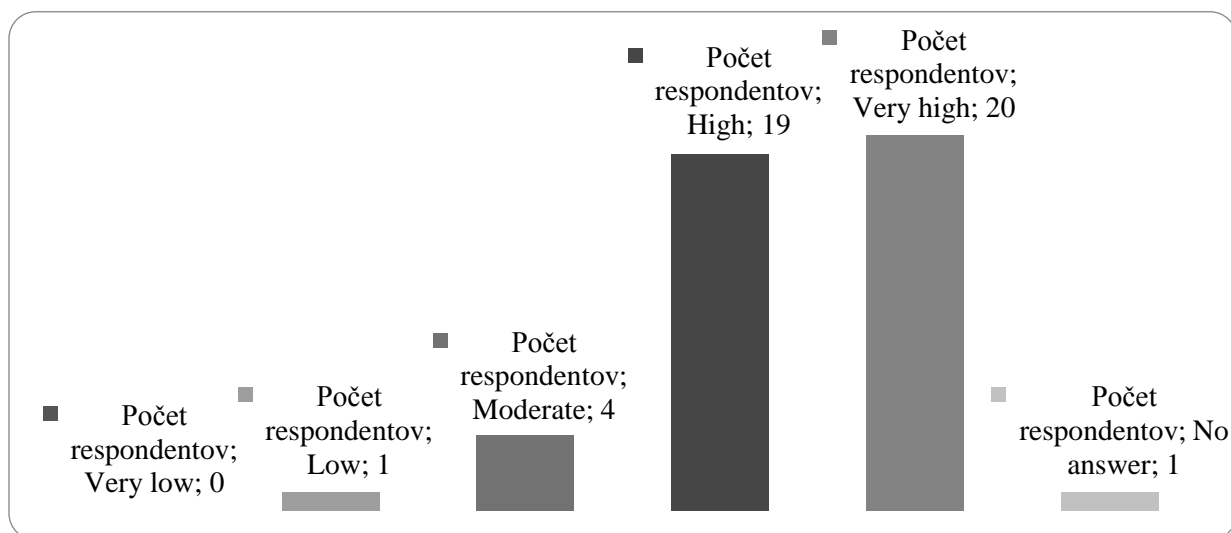 Počet
respondentov;
Very low; 0
Počet
respondentov;
Low; 1
Počet
respondentov;
Moderate; 4
Počet
respondentov;
High; 19
Počet
respondentov;
Very high; 20
Počet
respondentov; No
answer; 1